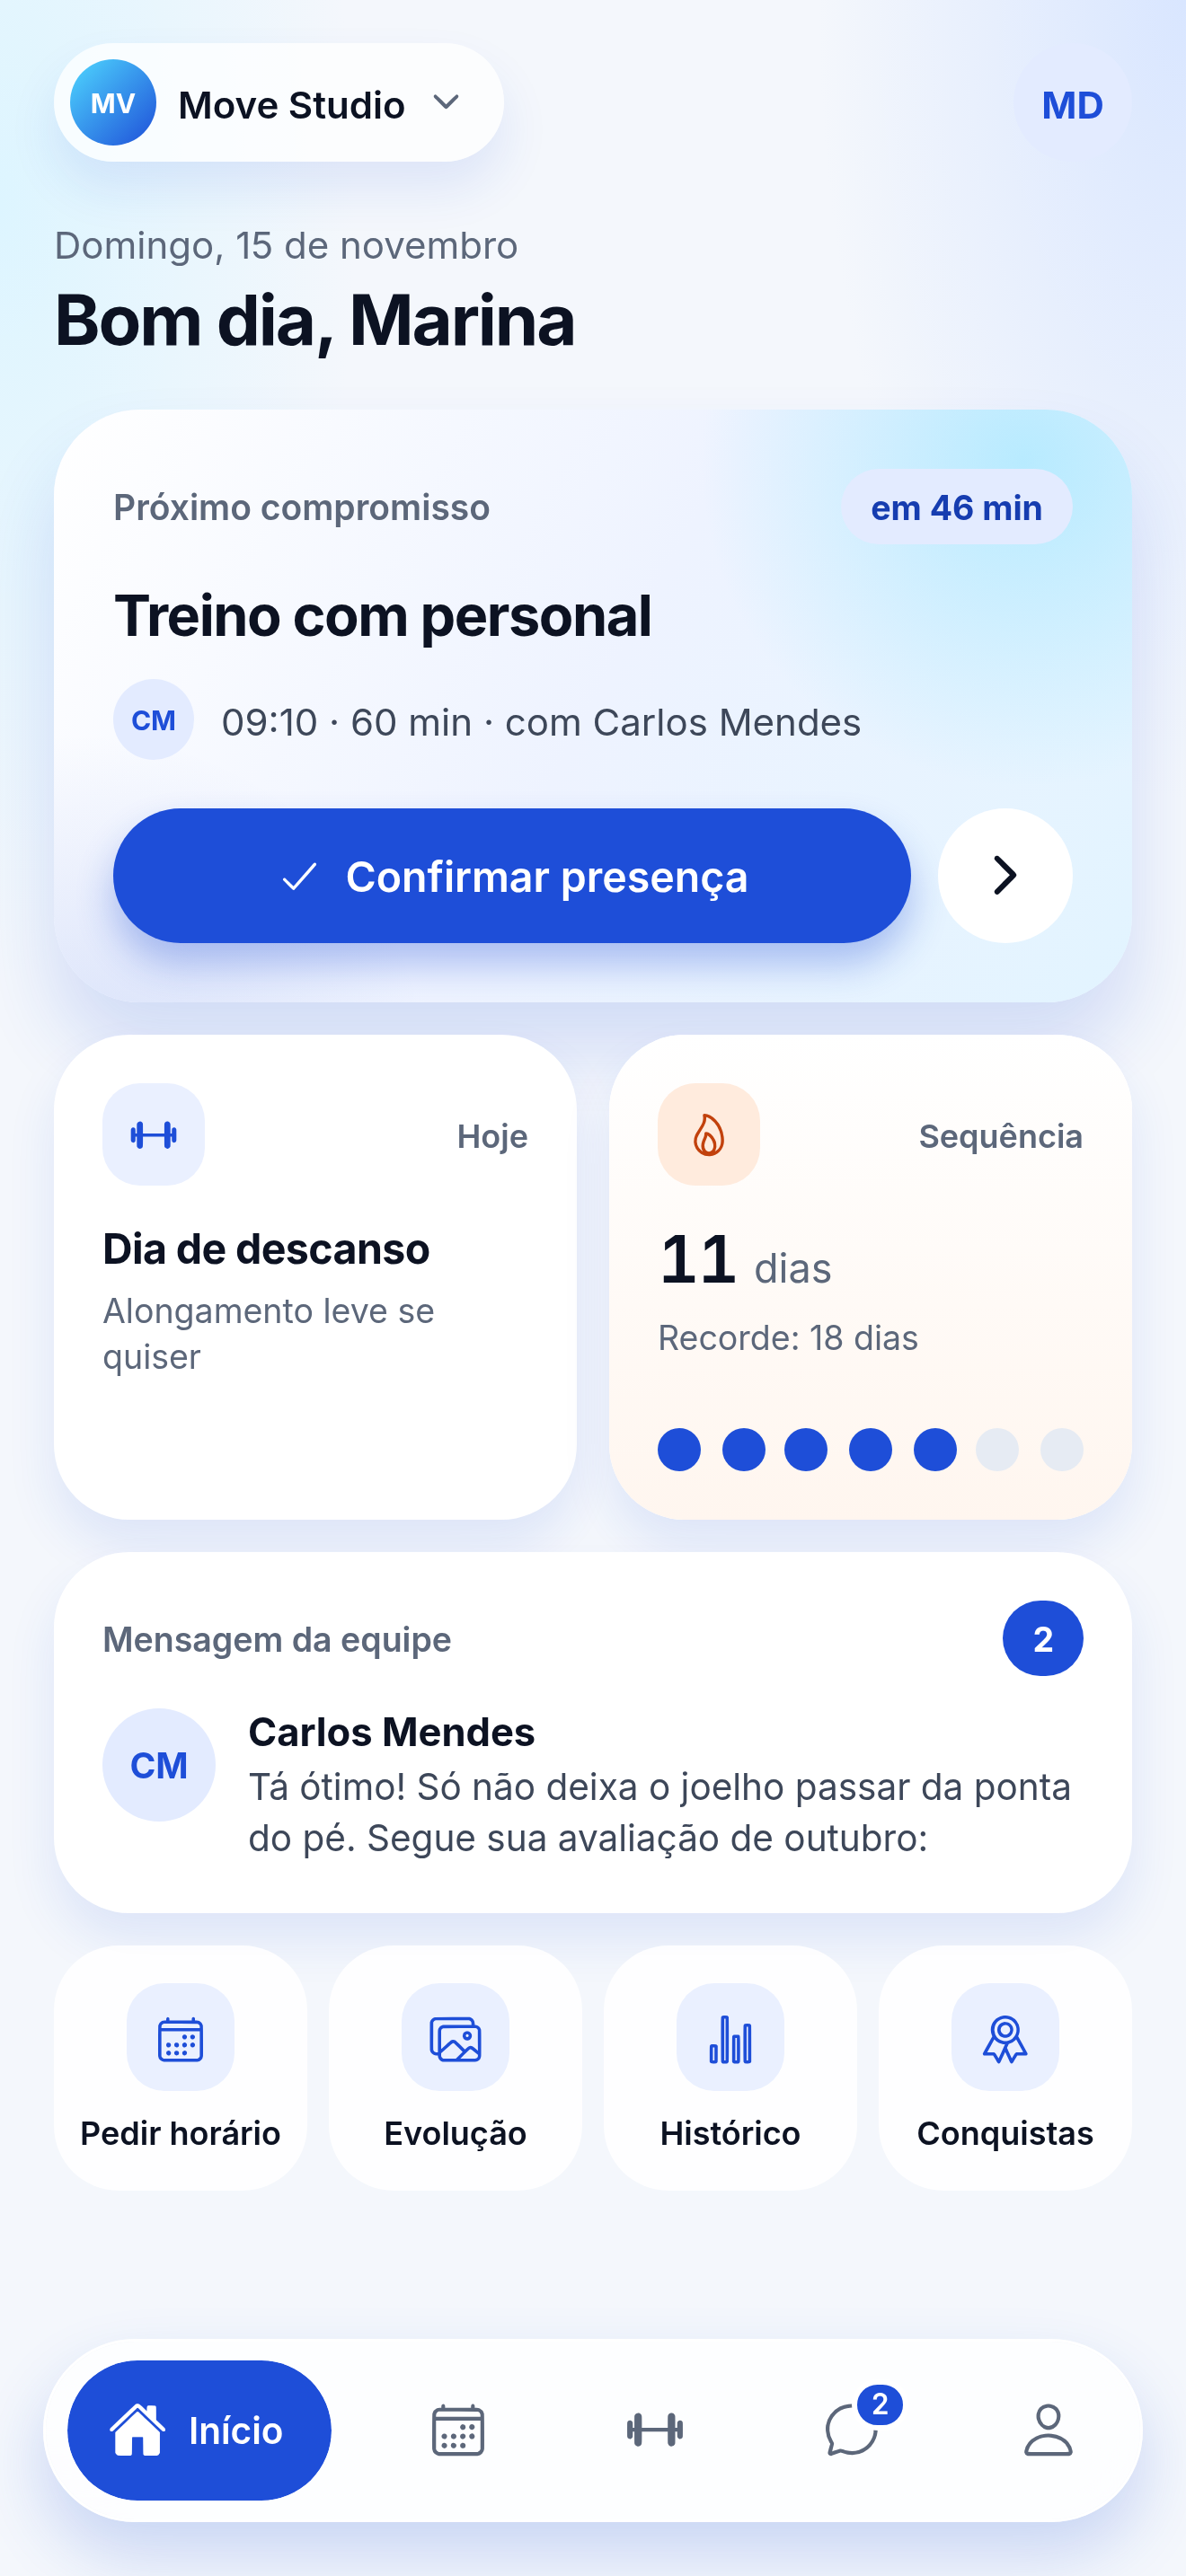 MV Move Studio
MD
Domingo, 15 de novembro
Bom dia, Marina
Próximo compromisso
em 46 min
Treino com personal
CM 09:10 · 60 min · com Carlos Mendes
Confirmar presença
Hoje
Dia de descanso
Alongamento leve se
quiser
Sequência
11 dias
Recorde: 18 dias
Mensagem da equipe
2
CM
Carlos Mendes
Tá ótimo! Só não deixa o joelho passar da ponta
do pé. Segue sua avaliação de outubro:
Pedir horário
Evolução
Histórico
Conquistas
Início
2